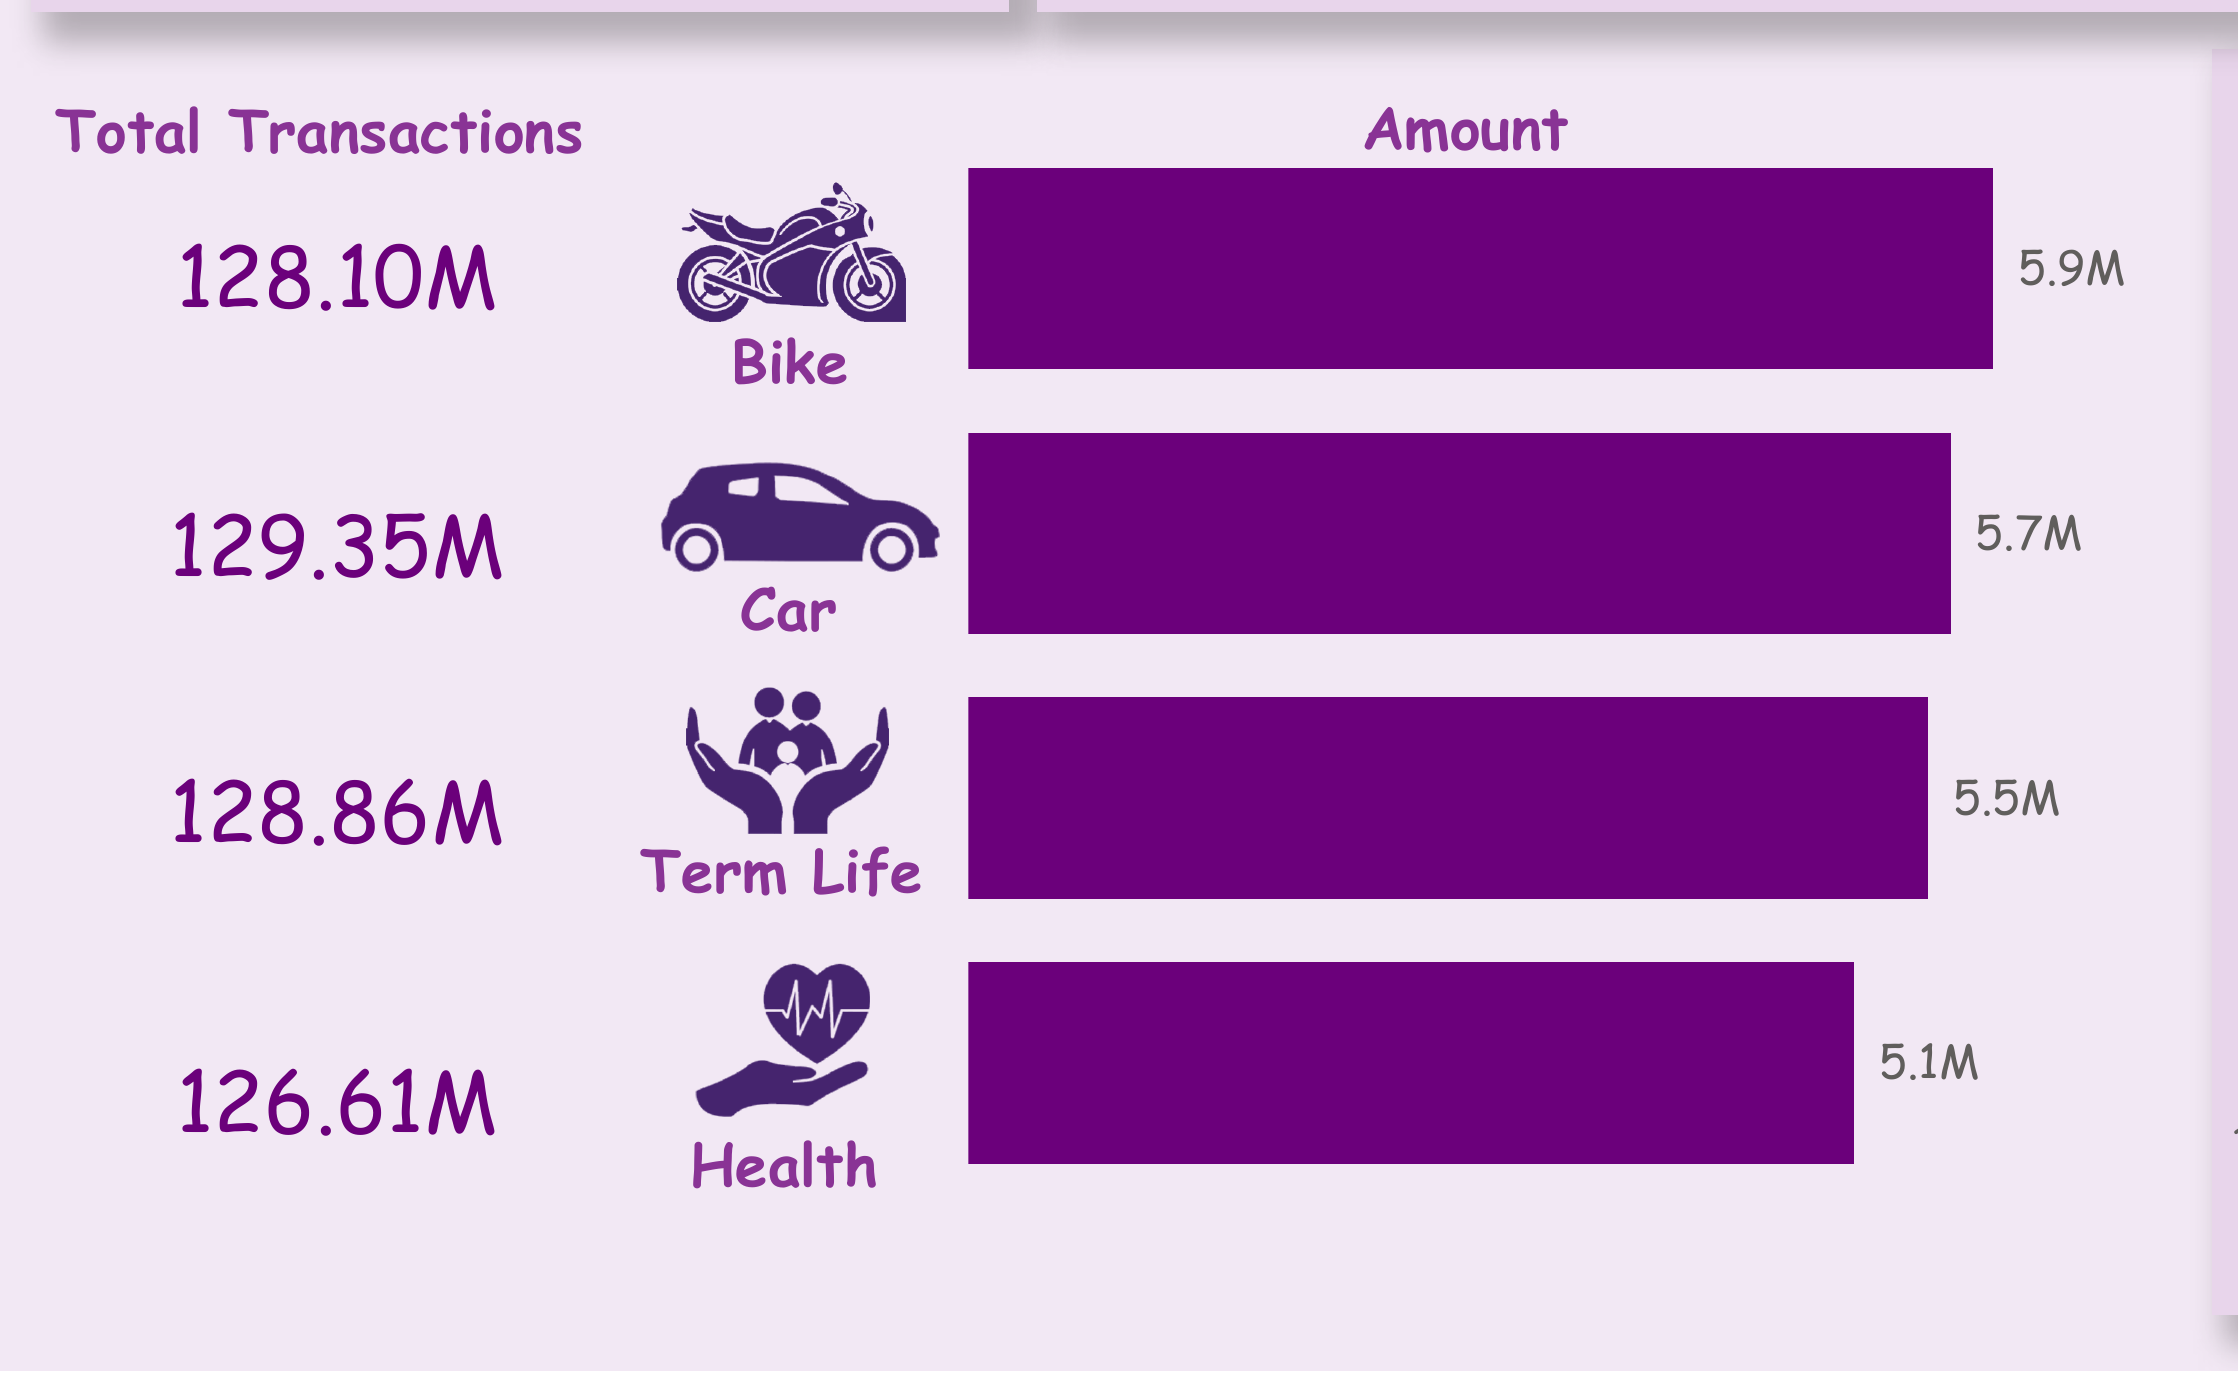 Total Transactions
Amount
128.10M
Bike
5.9M
129.35M
Car
5.7M
128.86M
Term Life
5.5M
126.61M
Health
5.1M